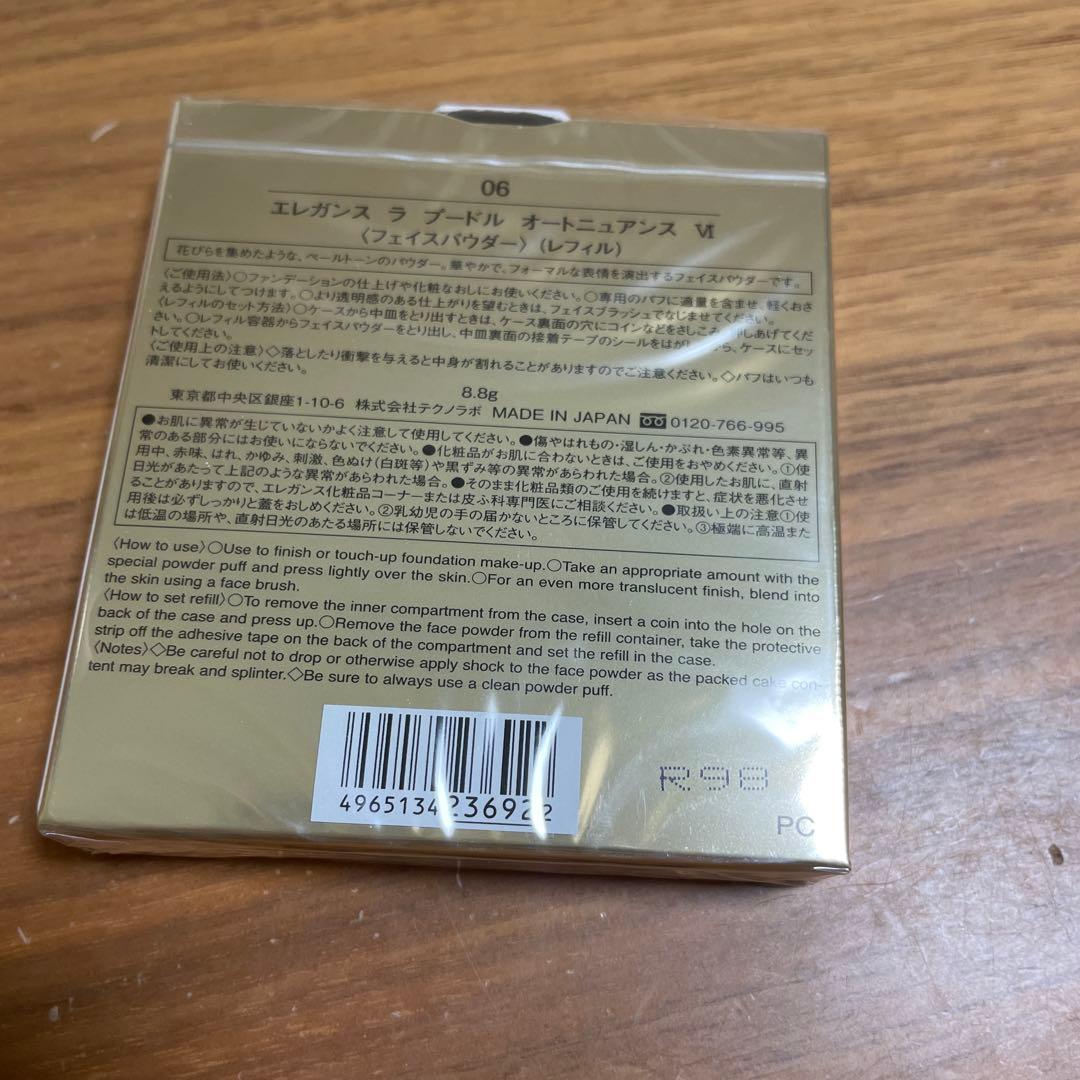 06
エレガンス ラ プードル オートニュアンス Ⅵ
〈フェイスパウダー〉(レフィル)
花びらを集めたような、ペールトーンのパウダー。華やかで、フォーマルな表情を演出するフェイスパウダーです。
〈ご使用法〉○ファンデーションの仕上げや化粧なおしにお使いください。○専用のパフに適量を含ませ、軽くおさ
えるようにしてつけます。○より透明感のある仕上がりを望むときは、フェイスブラッシュでなじませてください。
〈レフィルのセット方法〉○ケースから中皿をとり出すときは、ケース裏面の穴にコインなどをさしこみ 押しあげてくだ
さい。○レフィル容器からフェイスパウダーをとり出し、中皿裏面の接着テープのシールをはが ら、ケースにセッ
トしてください。
〈ご使用上の注意〉◇落としたり衝撃を与えると中身が割れることがありますのでご注意ください。◇パフはいつも
清潔にしてお使いください。
8.8g
東京都中央区銀座1-10-6 株式会社テクノラボ MADE IN JAPAN 0120-766-995
●お肌に異常が生じていないかよく注意して使用してください。●傷やはれもの・湿しん・かぶれ・色素異常等、異
常のある部分にはお使いにならないでください。●化粧品がお肌に合わないときは、ご使用をおやめください。①使
用中、赤味、はれ、かゆみ、刺激、色ぬけ(白斑等)や黒ずみ等の異常があらわれた場合。②使用したお肌に、直射
日光があたって上記のような異常があらわれた場合。●そのまま化粧品類のご使用を続けますと、症状を悪化させ
ることがありますので、エレガンス化粧品コーナーまたは皮ふ科専門医にご相談ください。●取扱い上の注意①使
用後は必ずしっかりと蓋をおしめください。②乳幼児の手の届かないところに保管してください。③極端に高温また
は低温の場所や、直射日光のあたる場所には保管しないでください。
〈How to use〉○Use to finish or touch-up foundation make-up.○Take an appropriate amount with the
special powder puff and press lightly over the skin.○For an even more translucent finish, blend into
the skin using a face brush.
〈How to set refill〉○To remove the inner compartment from the case, insert a coin into the hole on the
back of the case and press up.○Remove the face powder from the refill container, take the protective
strip off the adhesive tape on the back of the compartment and set the refill in the case.
〈Notes〉◇Be careful not to drop or otherwise apply shock to the face powder as the packed cake con-
tent may break and splinter.◇Be sure to always use a clean powder puff.
4965134236922
R98
PC